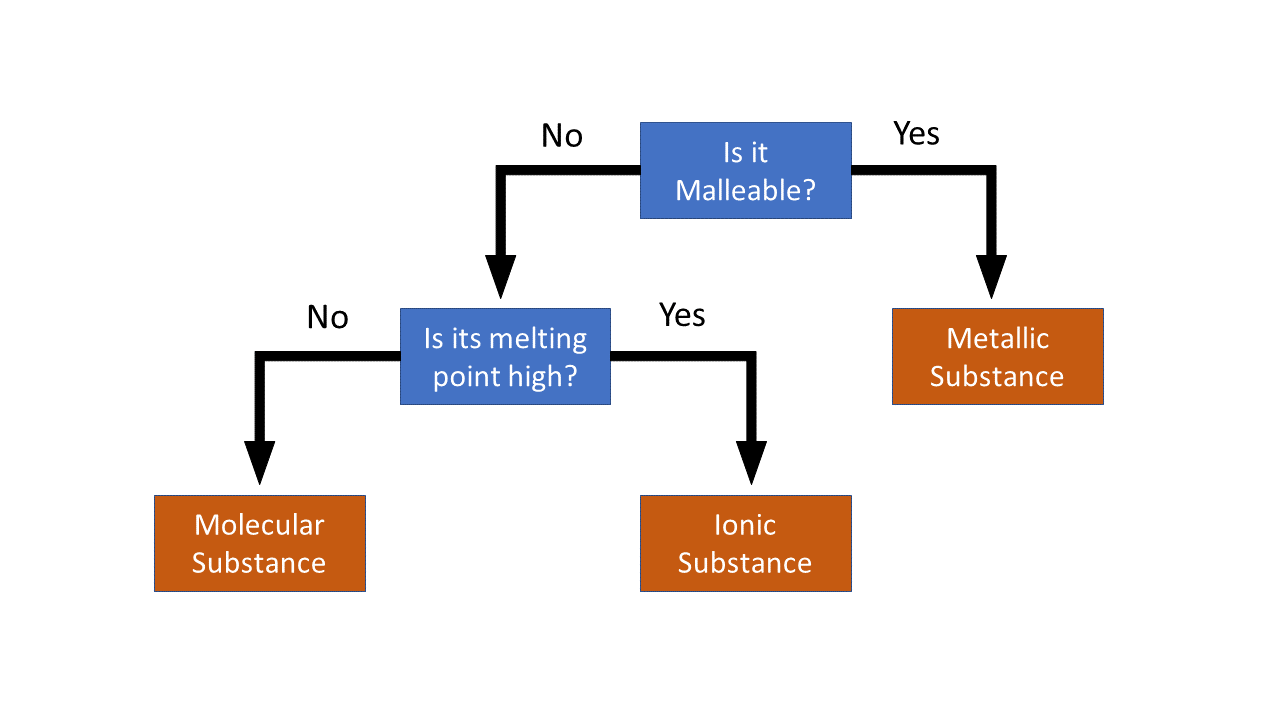 No
Is it
Malleable?
Yes
No
Is its melting
point high?
Yes
Metallic
Substance
Molecular
Substance
Ionic
Substance